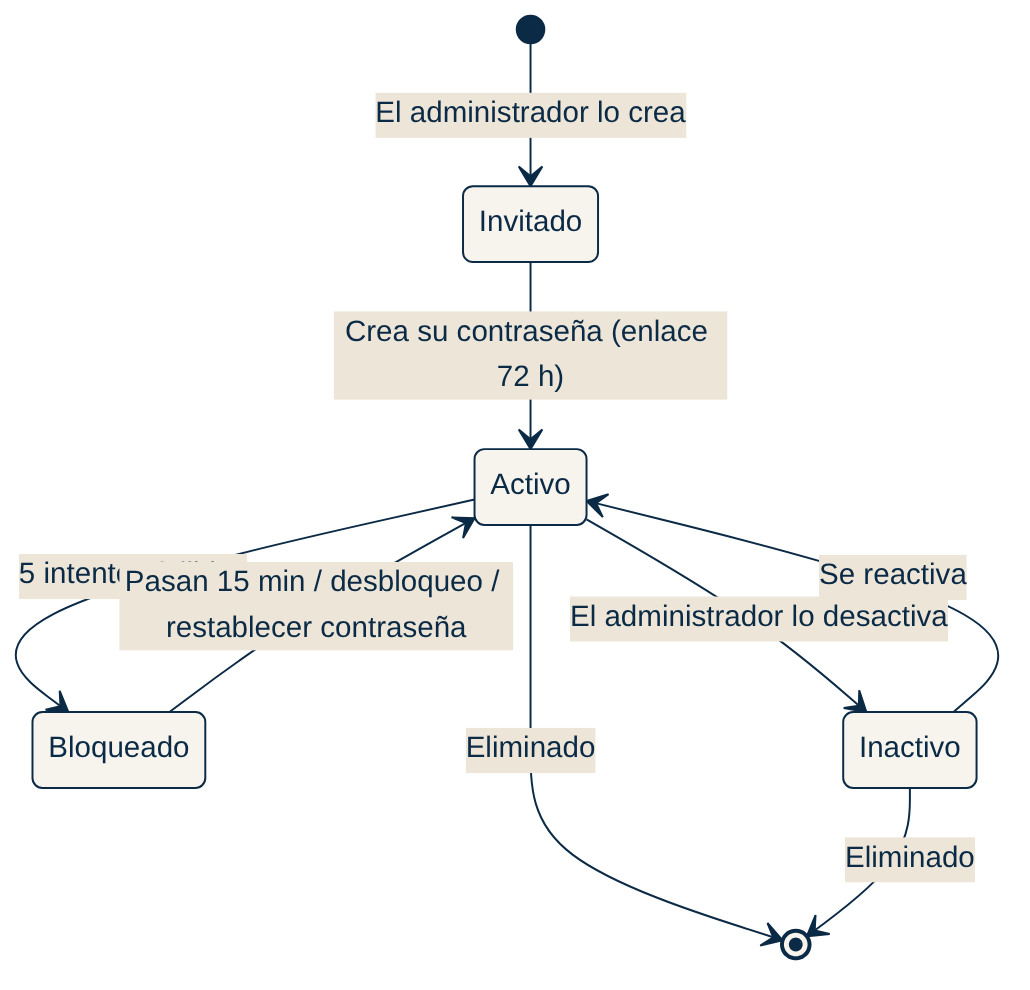 El administrador lo crea
Invitado
Crea su contraseña (enlace
72 h)
Activo
5
Pasan 15 min / desbloqueo /
restablecer contraseña
Se reactiva
El administrador lo desactiva
Bloqueado
Eliminado
Inactivo
Eliminado